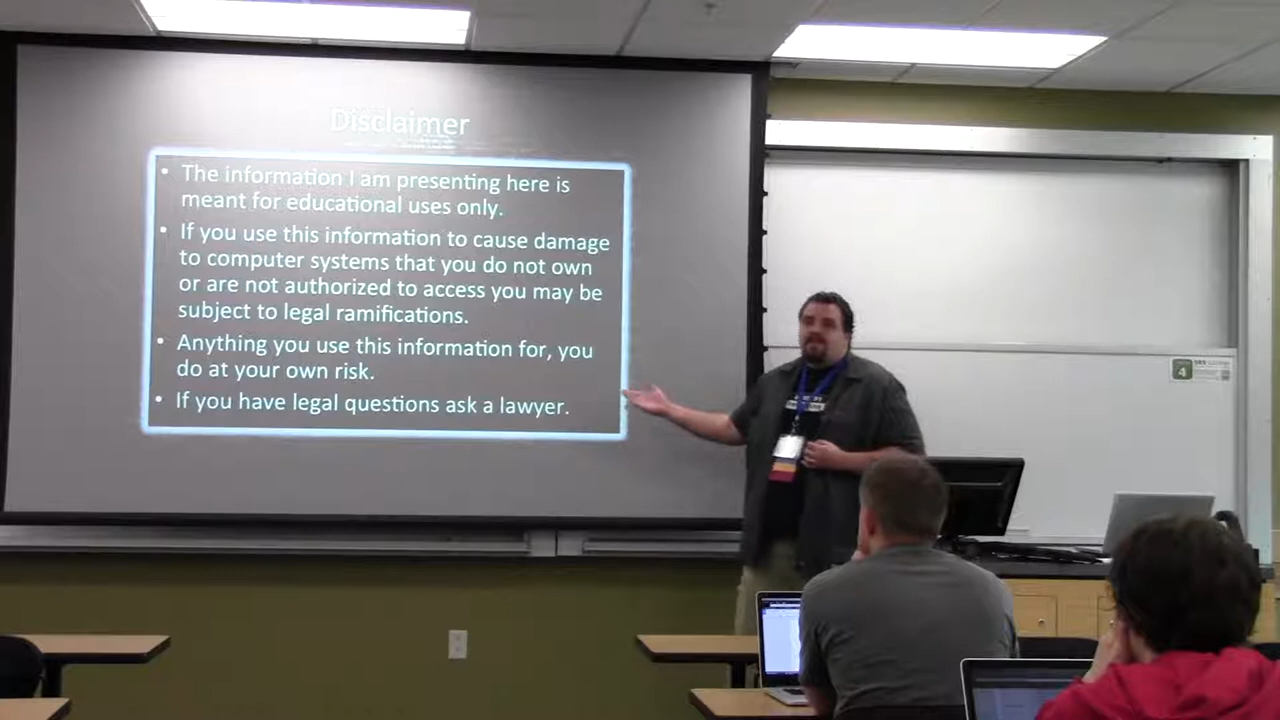 Disclaimer
• The information I am presenting here is
meant for educational uses only.
• If you use this information to cause damage
to computer systems that you do not own
or are not authorized to access you may be
subject to legal ramifications.
• Anything you use this information for, you
do at your own risk.
• If you have legal questions ask a lawyer.
4